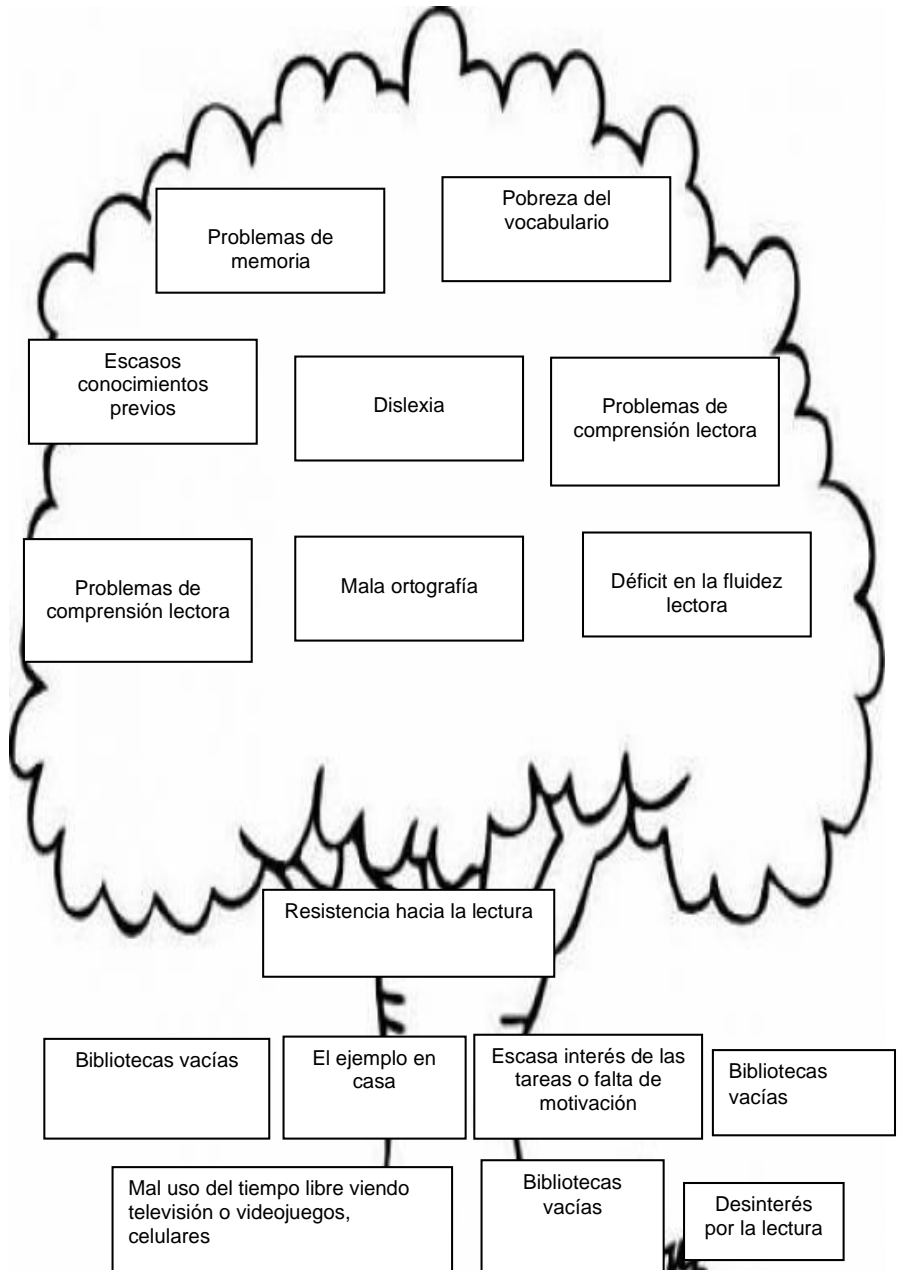 Problemas de
memoria
Pobreza del
vocabulario
Escasos
conocimientos
previos
Dislexia
Problemas de
comprensión lectora
Problemas de
comprensión lectora
Mala ortografía
Déficit en la fluidez
lectora
Resistencia hacia la lectura
Bibliotecas vacías
El ejemplo en
casa
Escasa interés de las
tareas o falta de
motivación
Bibliotecas
vacías
Mal uso del tiempo libre viendo
televisión o videojuegos,
celulares
Bibliotecas
vacías
Desinterés
por la lectura